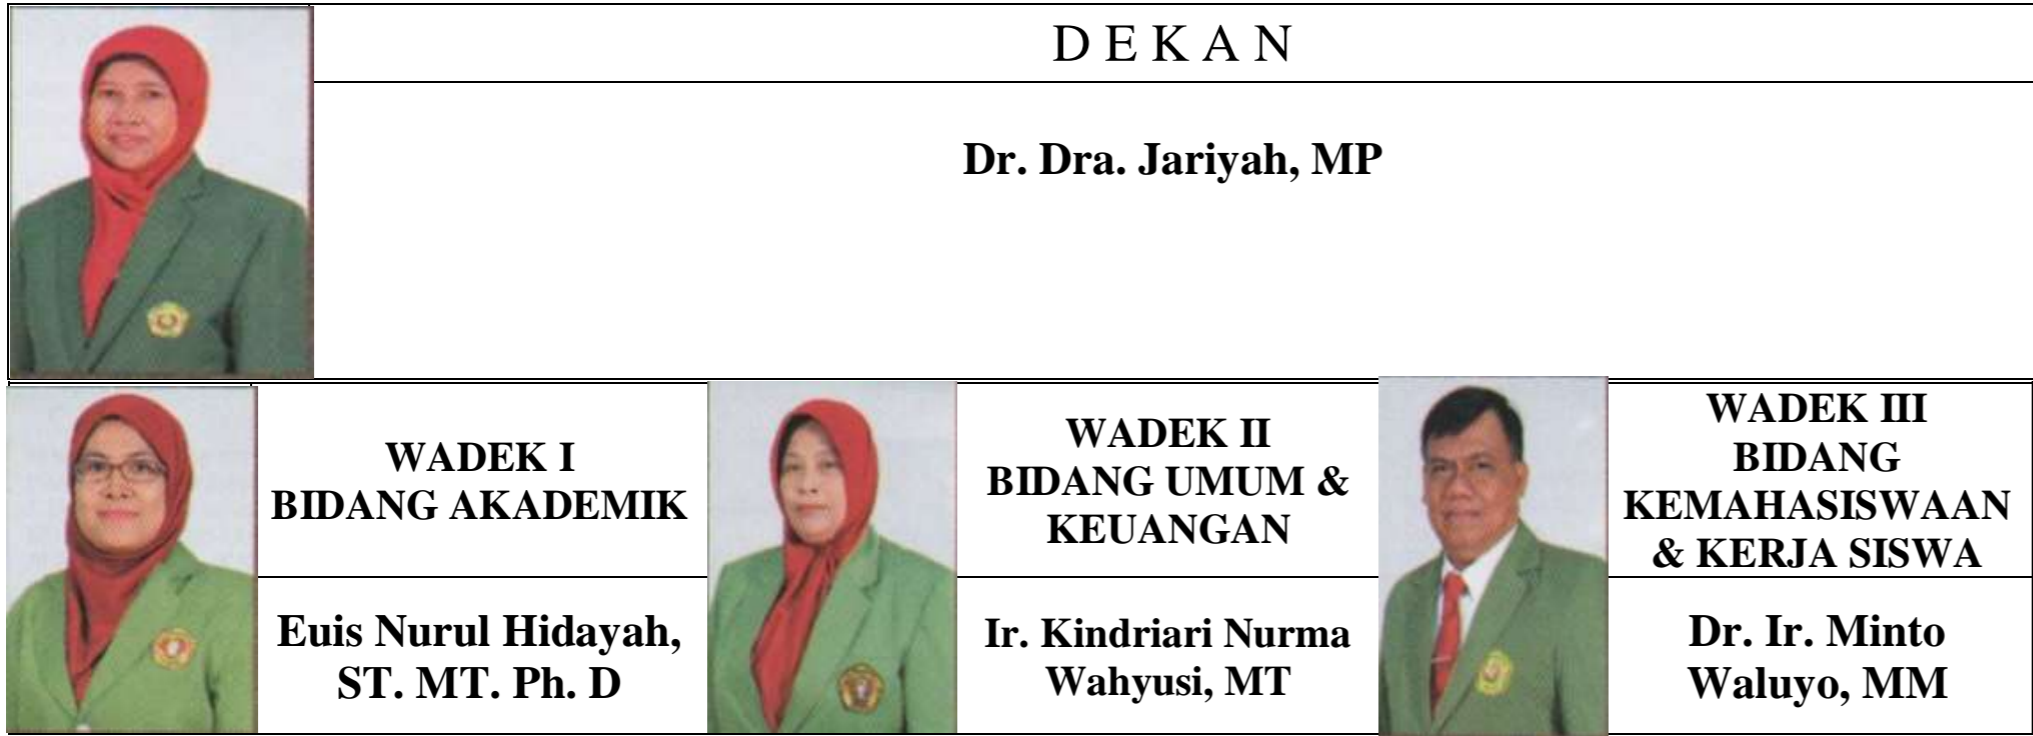 D E K A N
Dr. Dra. Jariyah, MP
WADEK I
BIDANG AKADEMIK
Euis Nurul Hidayah,
ST. MT. Ph. D
WADEK II
BIDANG UMUM &
KEUANGAN
Ir. Kindriari Nurma
Wahyusi, MT
WADEK III
BIDANG
KEMAHASISWAAN
& KERJA SISWA
Dr. Ir. Minto
Waluyo, MM